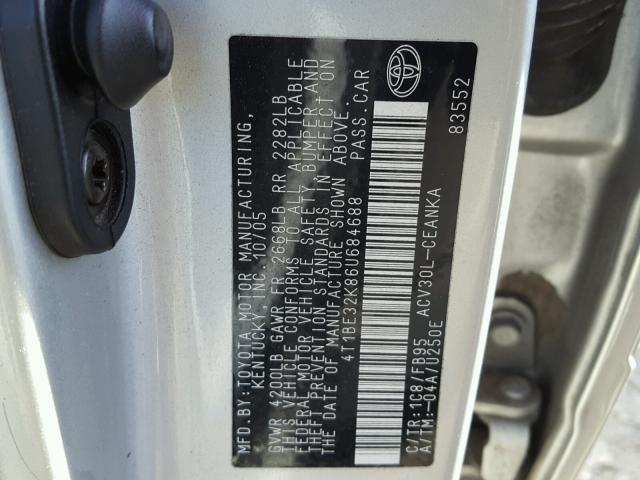 MFD.BY:TOYOTA MOTOR MANUFACTURING,
KENTUCKY, INC. 10/05
GVWR 4200LB GAWR FR 2668LB RR 2282LB
THIS VEHICLE CONFORMS TO ALL APPLICABLE
FEDERAL MOTOR VEHICLE SAFETY, BUMPER AND
THEFT PREVENTION STANDARDS IN EFFECT ON
THE DATE OF MANUFACTURE SHOWN ABOVE.
4T1BE32K86U684688 PASS. CAR
C/TR:1C8/FB95 ACV30L-CEANKA 83552
A/TM:-04A/U250E